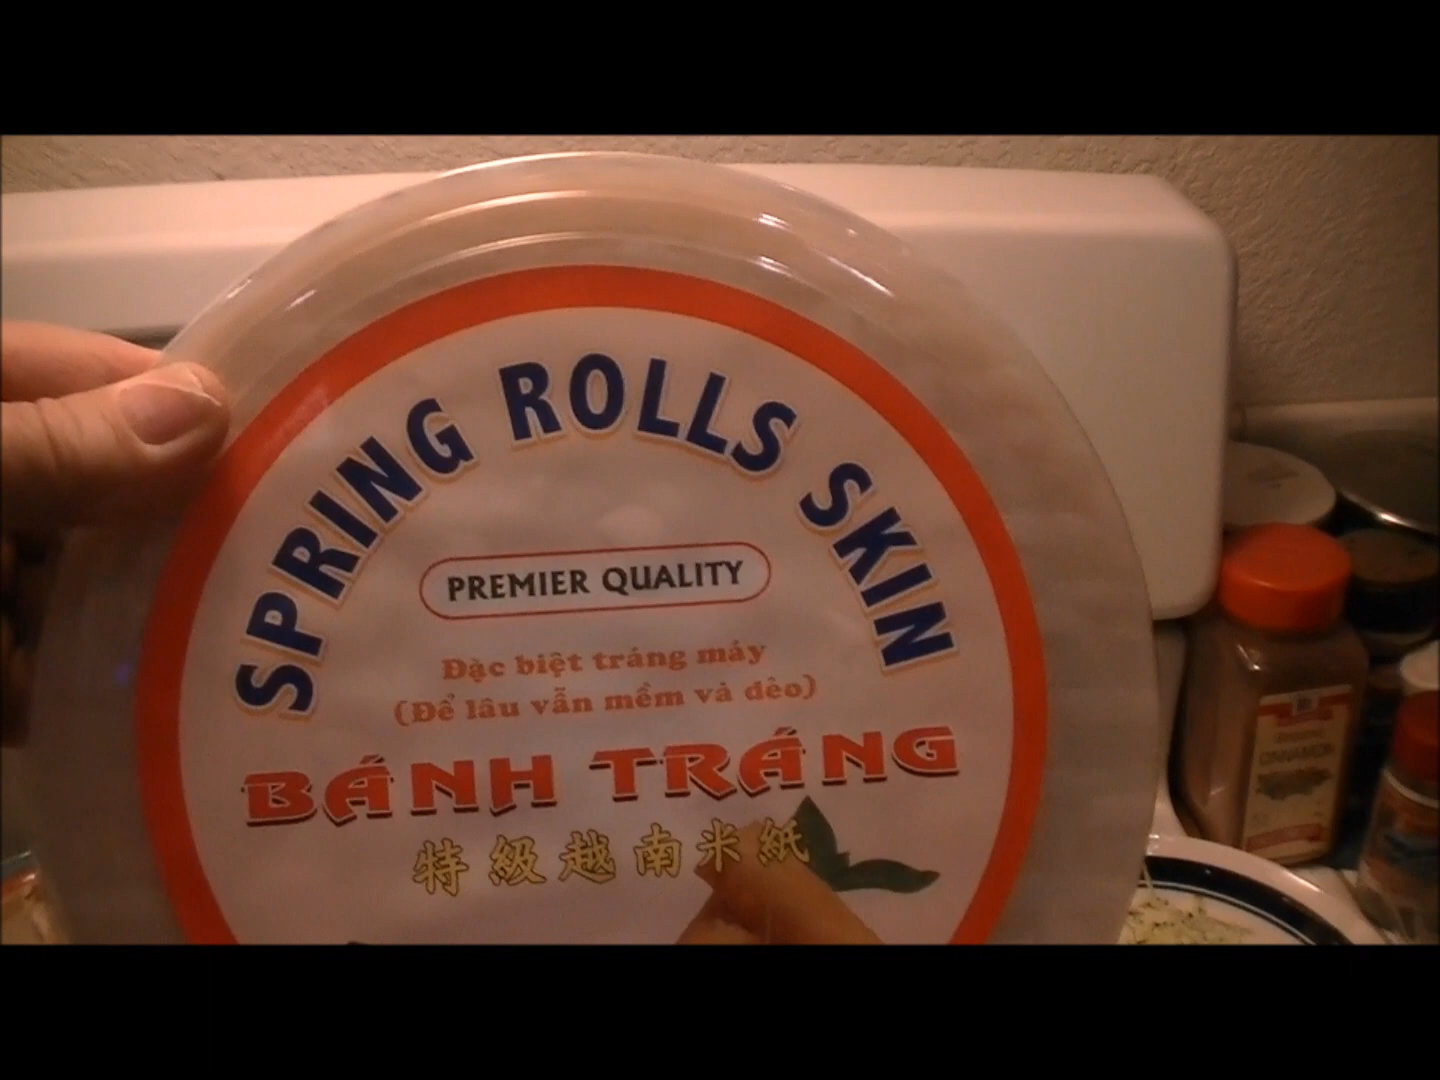 SPRING ROLLS SKIN
PREMIER QUALITY
Đặc biệt tráng máy
(Để lâu vẫn mềm và dẻo)
BÁNH TRÁNG
特級越南米紙
CINNAMON